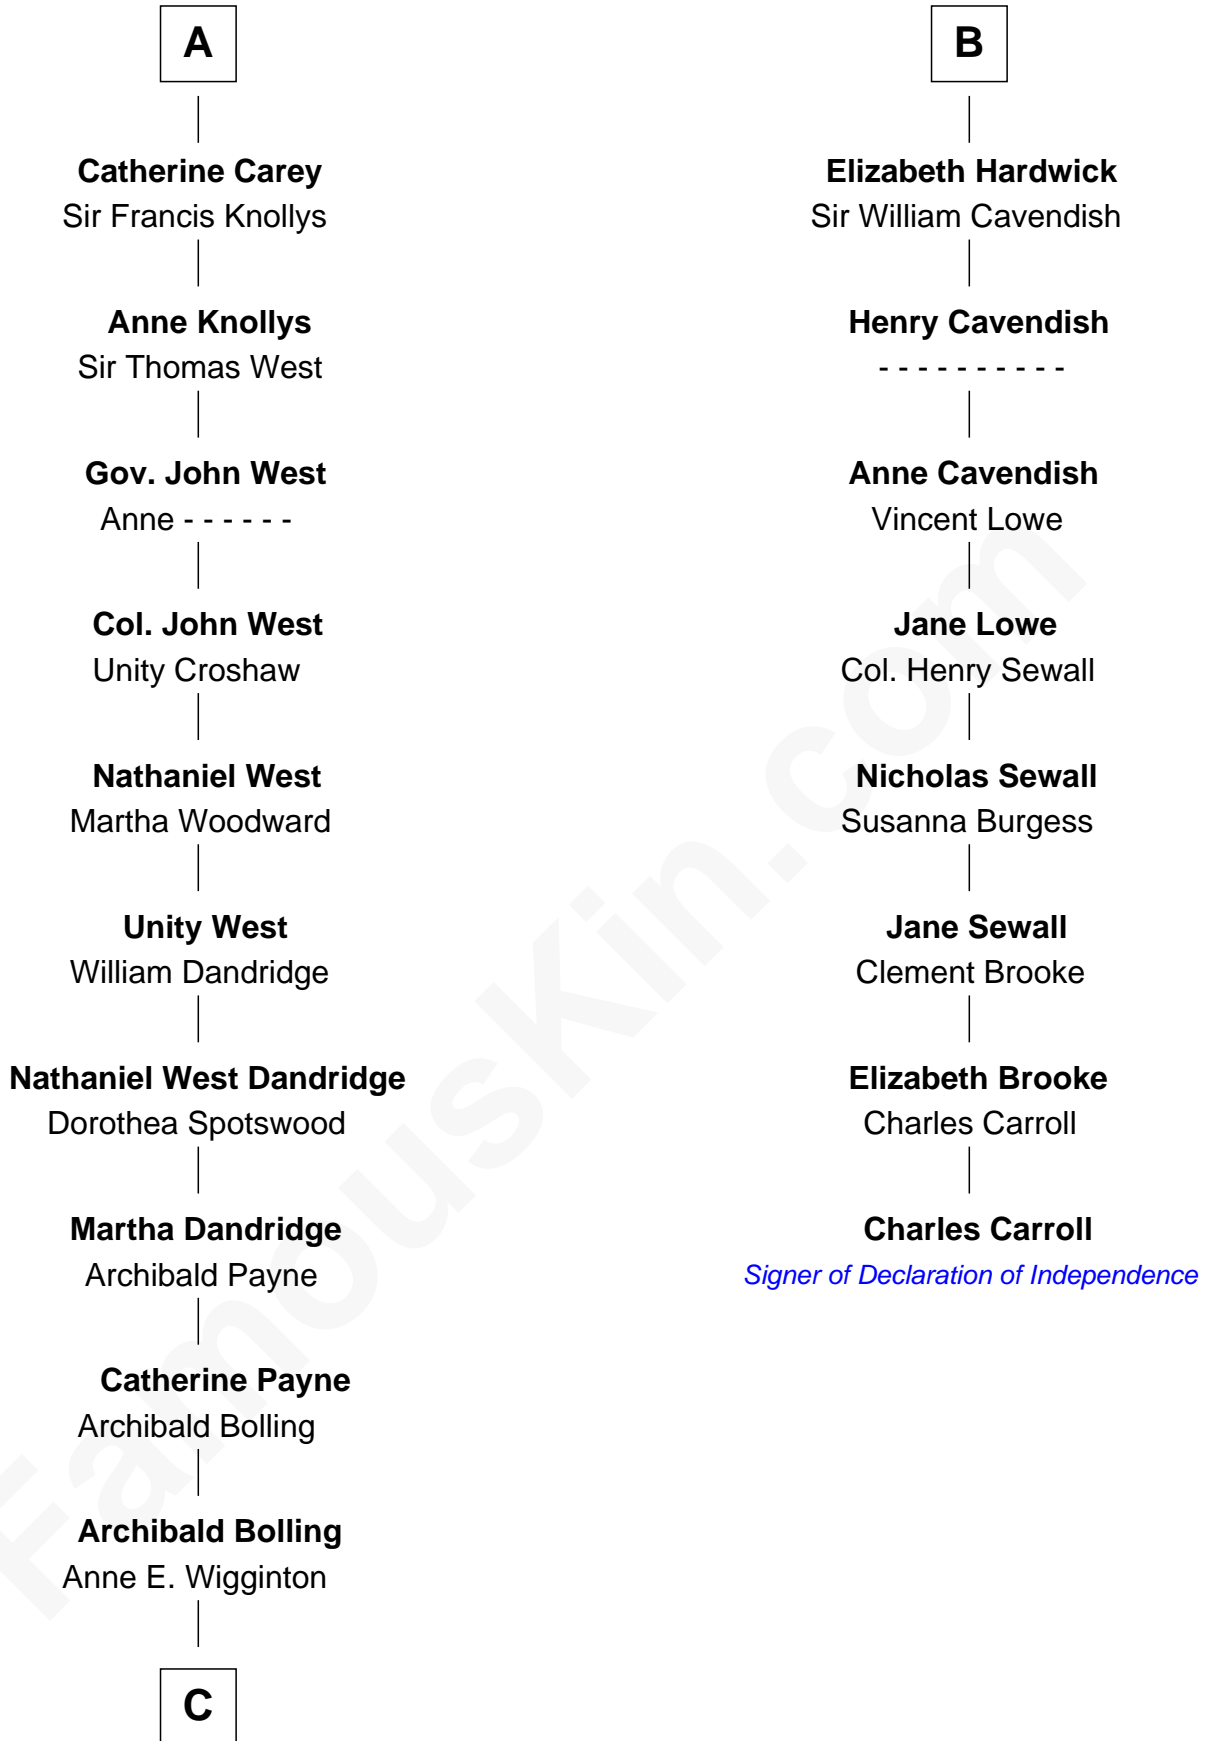 A
Catherine Carey
Sir Francis Knollys
Anne Knollys
Sir Thomas West
Gov. John West
Anne - - - - - -
Col. John West
Unity Croshaw
Nathaniel West
Martha Woodward
Unity West
William Dandridge
Nathaniel West Dandridge
Dorothea Spotswood
Martha Dandridge
Archibald Payne
Catherine Payne
Archibald Bolling
Archibald Bolling
Anne E. Wigginton
C
B
Elizabeth Hardwick
Sir William Cavendish
Henry Cavendish
- - - - - - - - - -
Anne Cavendish
Vincent Lowe
Jane Lowe
Col. Henry Sewall
Nicholas Sewall
Susanna Burgess
Jane Sewall
Clement Brooke
Elizabeth Brooke
Charles Carroll
Charles Carroll
Signer of Declaration of Independence
FamousKin.com